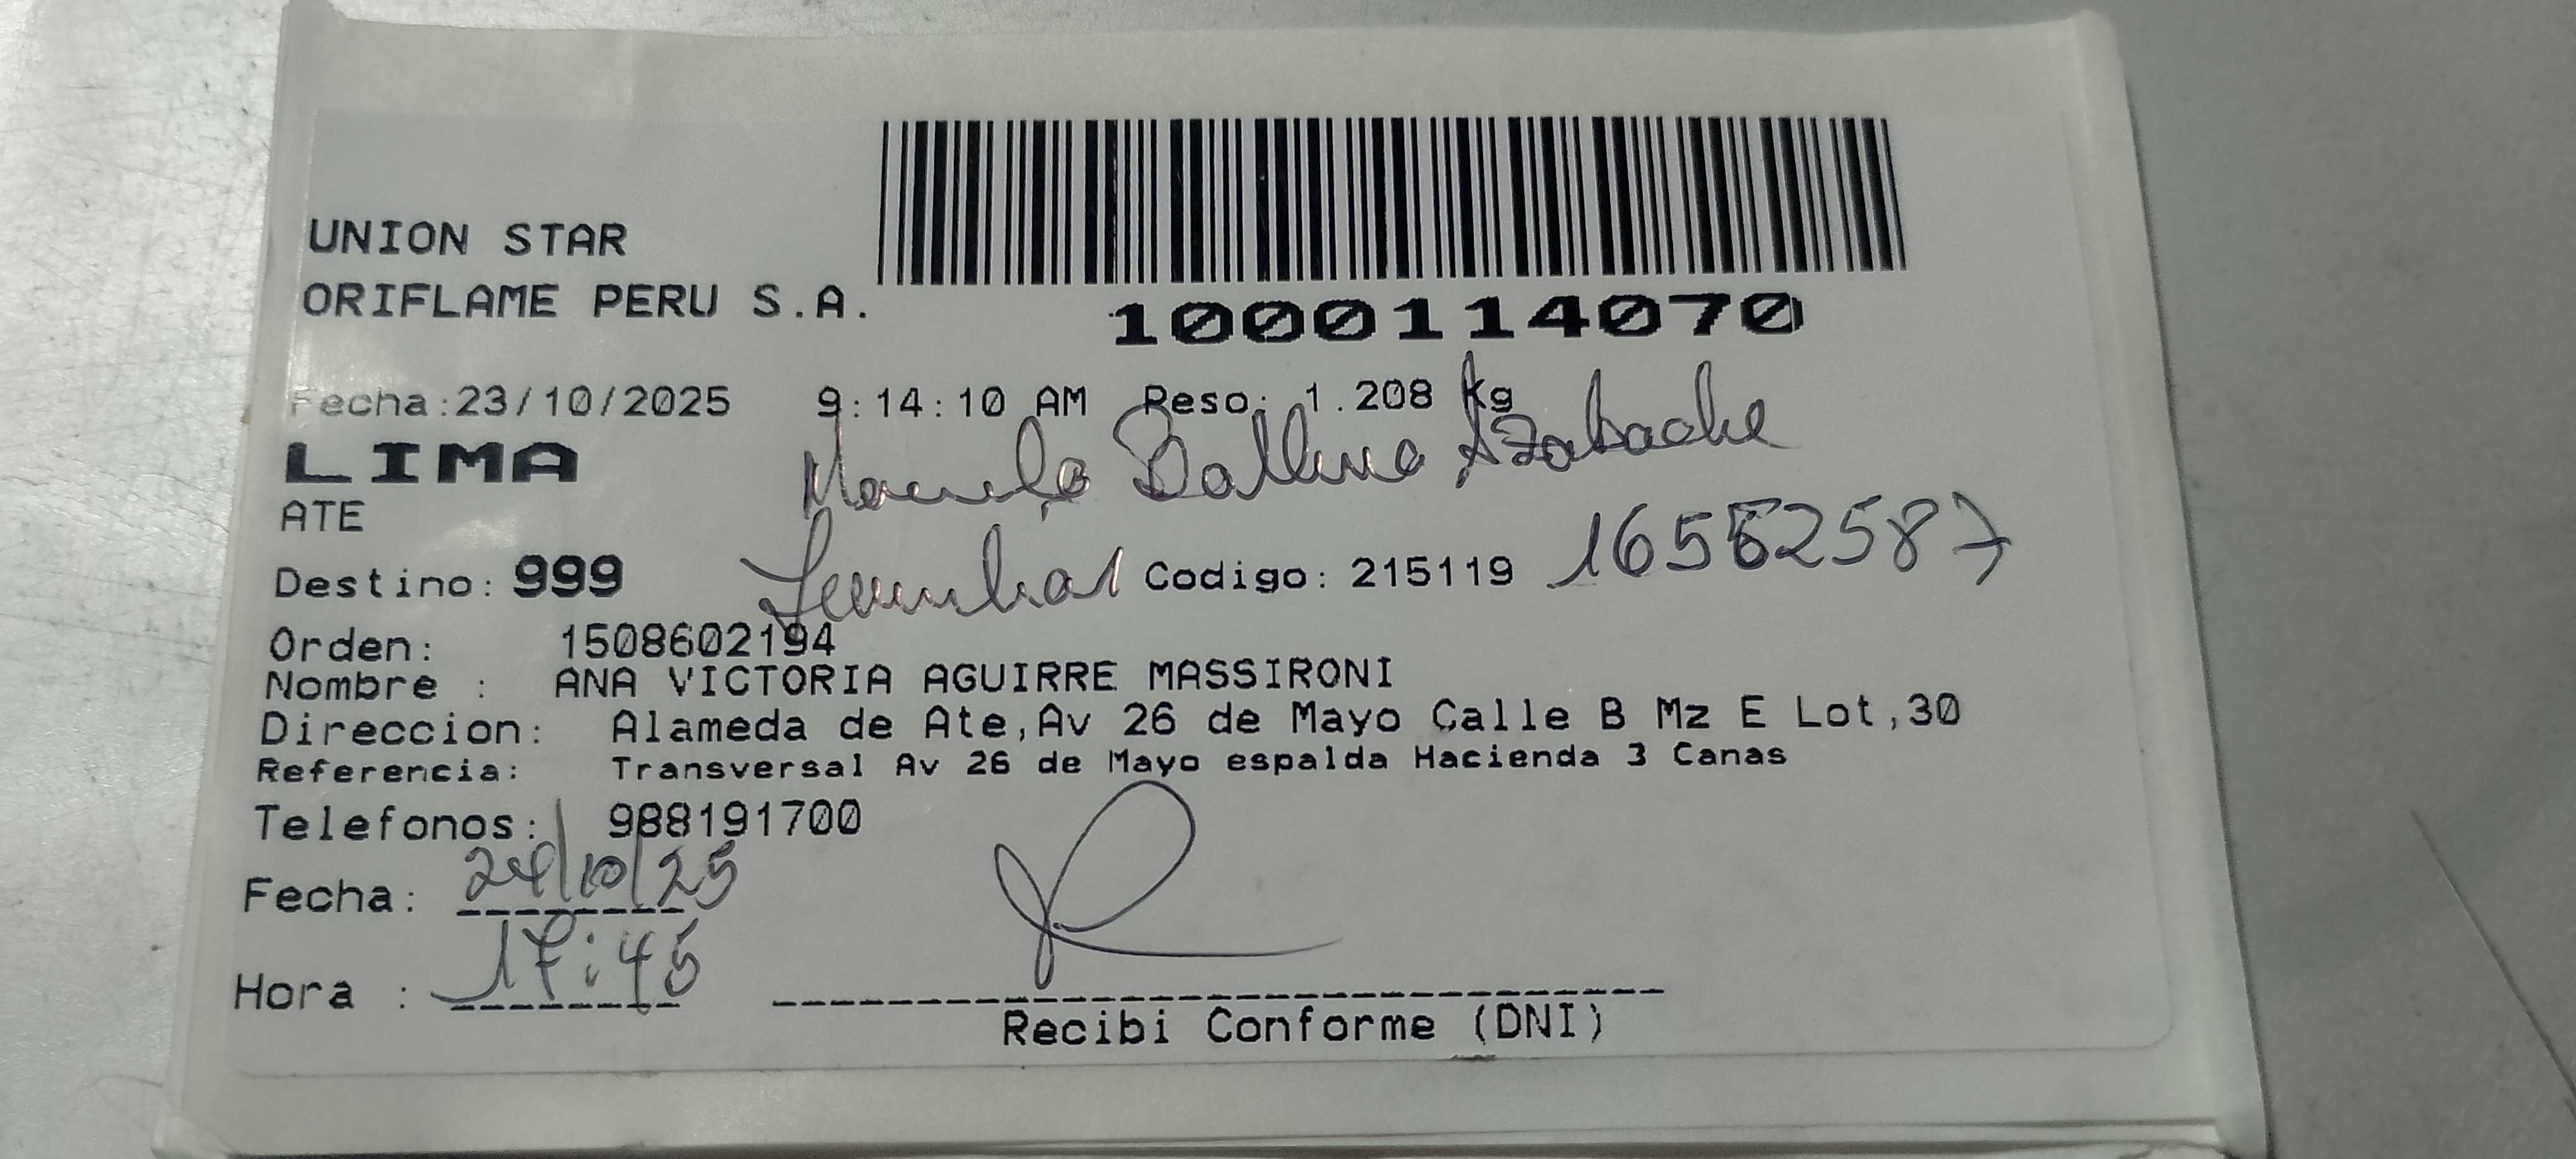 UNION STAR
ORIFLAME PERU S.A.
1000114070
Fecha:23/10/2025 9:14:10 AM Peso: 1.208 kg
LIMA
Azabache
ATE
Destino: 999 Codigo: 215119
Orden: 1508602194
Nombre : ANA VICTORIA AGUIRRE MASSIRONI
Direccion: Alameda de Ate,Av 26 de Mayo Calle B Mz E Lot,30
Referencia: Transversal Av 26 de Mayo espalda Hacienda 3 Canas
Telefonos: 988191700
Fecha: 24/10/25
Hora : 17:45
Recibi Conforme (DNI)